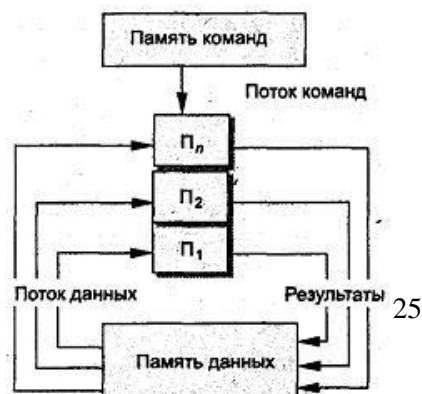 Память команд
Поток команд
Пn
П2
П1
Поток данных
Результаты
25
Память данных